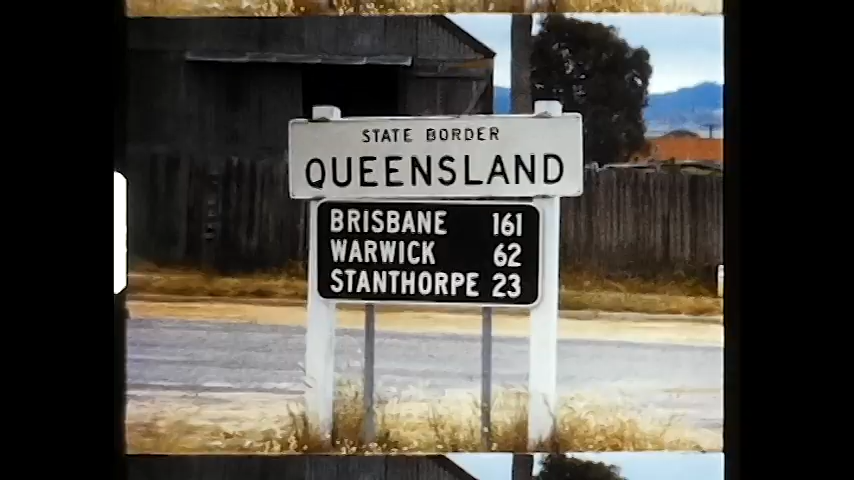 STATE BORDER
QUEENSLAND
BRISBANE 161
WARWICK 62
STANTHORPE 23